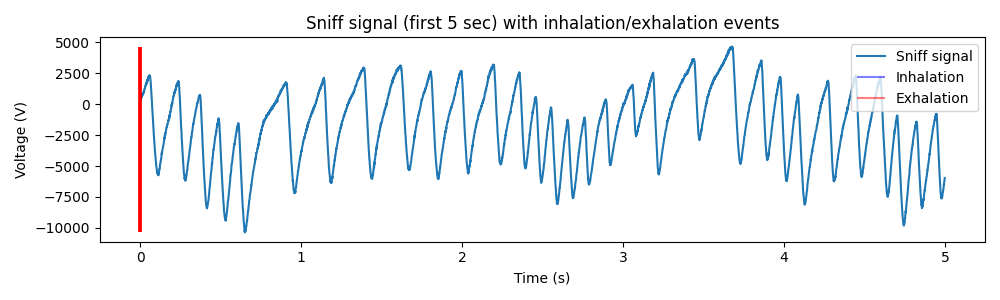 Sniff signal (first 5 sec) with inhalation/exhalation events
Voltage (V)
5000
2500
0
−2500
−5000
−7500
−10000
Sniff signal
Inhalation
Exhalation
0 1 2 3 4 5
Time (s)